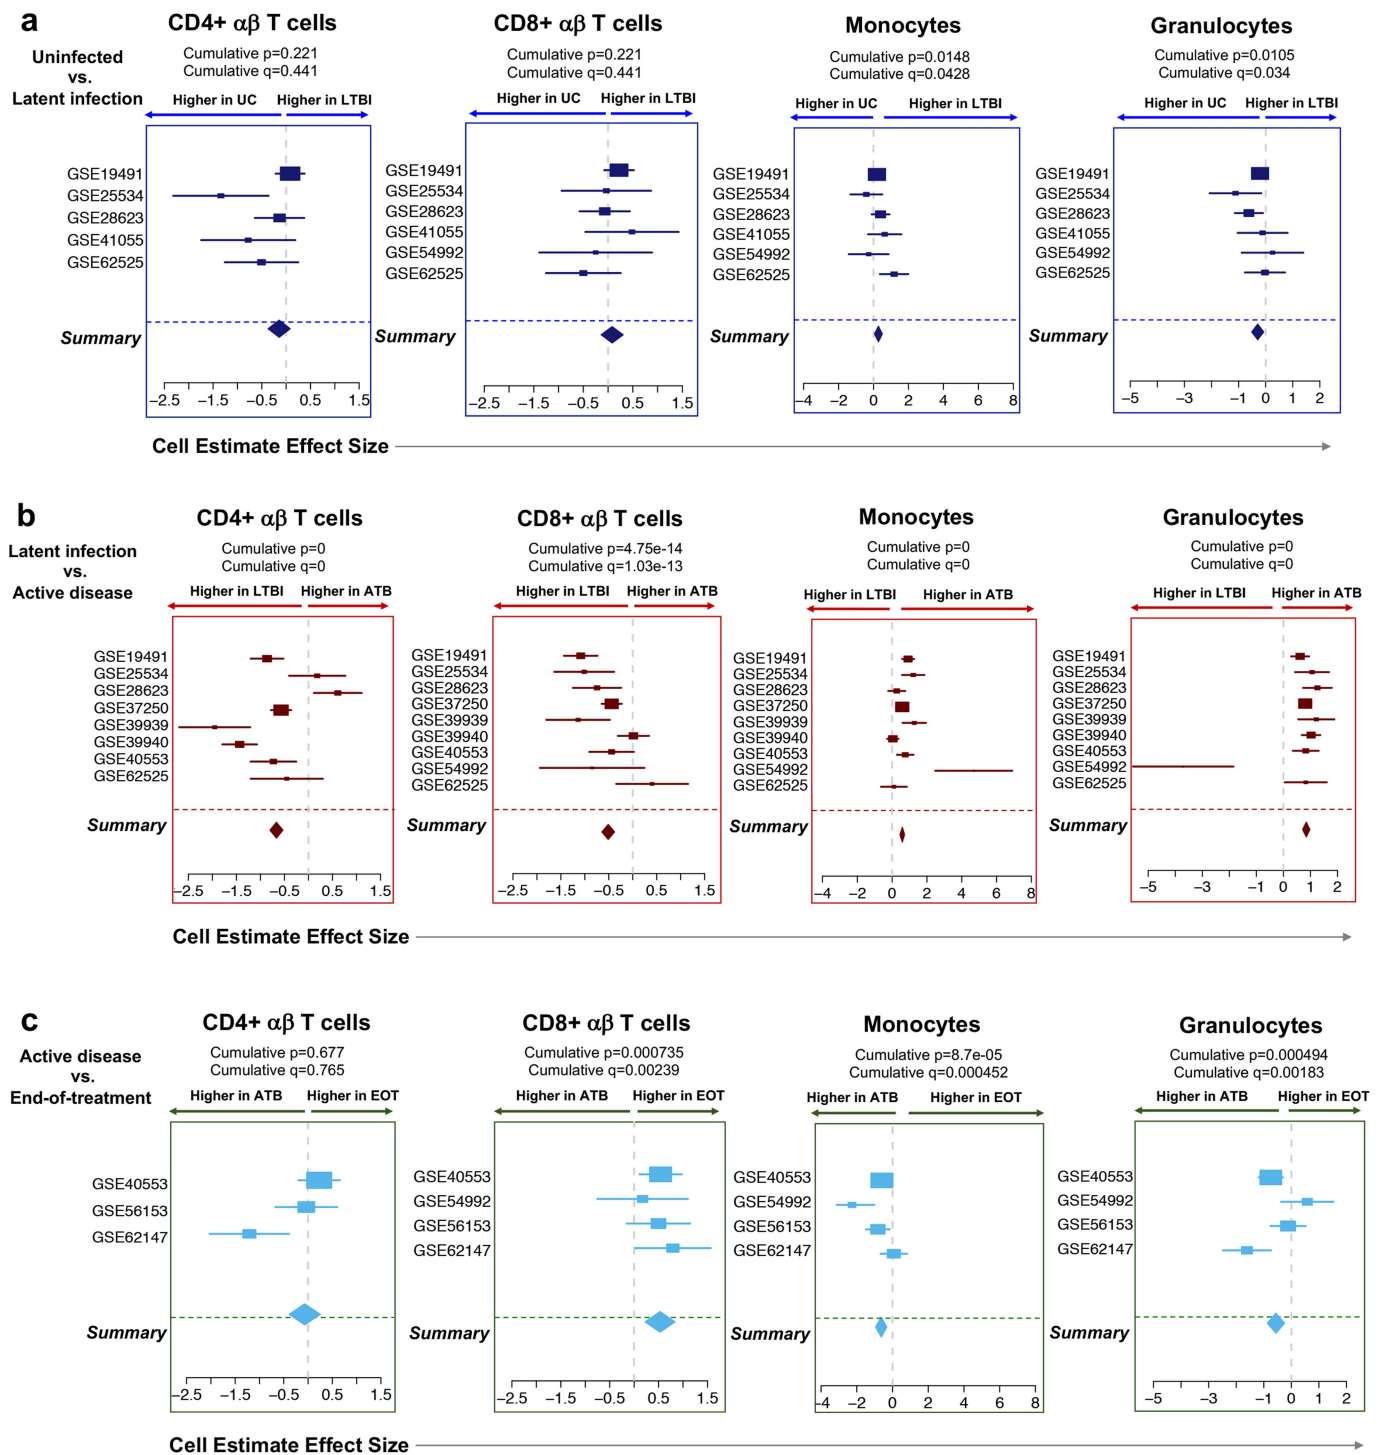 a
Uninfected
vs.
Latent infection
CD4+ αβ T cells
Cumulative p=0.221
Cumulative q=0.441
Higher in UC Higher in LTBI
GSE19491
GSE25534
GSE28623
GSE41055
GSE62525
Summary
−2.5 −1.5 −0.5 0.5 1.5
CD8+ αβ T cells
Cumulative p=0.221
Cumulative q=0.441
Higher in UC Higher in LTBI
GSE19491
GSE25534
GSE28623
GSE41055
GSE54992
GSE62525
Summary
−2.5 −1.5 −0.5 0.5 1.5
Monocytes
Cumulative p=0.0148
Cumulative q=0.0428
Higher in UC Higher in LTBI
GSE19491
GSE25534
GSE28623
GSE41055
GSE54992
GSE62525
Summary
−4 −2 0 2 4 6 8
Granulocytes
Cumulative p=0.0105
Cumulative q=0.034
Higher in UC Higher in LTBI
GSE19491
GSE25534
GSE28623
GSE41055
GSE54992
GSE62525
Summary
−5 −3 −1 0 1 2
Cell Estimate Effect Size
b
Latent infection
vs.
Active disease
CD4+ αβ T cells
Cumulative p=0
Cumulative q=0
Higher in LTBI Higher in ATB
GSE19491
GSE25534
GSE28623
GSE37250
GSE39939
GSE39940
GSE40553
GSE62525
Summary
−2.5 −1.5 −0.5 0.5 1.5
CD8+ αβ T cells
Cumulative p=4.75e-14
Cumulative q=1.03e-13
Higher in LTBI Higher in ATB
GSE19491
GSE25534
GSE28623
GSE37250
GSE39939
GSE39940
GSE40553
GSE54992
GSE62525
Summary
−2.5 −1.5 −0.5 0.5 1.5
Monocytes
Cumulative p=0
Cumulative q=0
Higher in LTBI Higher in ATB
GSE19491
GSE25534
GSE28623
GSE37250
GSE39939
GSE39940
GSE40553
GSE54992
GSE62525
Summary
−4 −2 0 2 4 6 8
Granulocytes
Cumulative p=0
Cumulative q=0
Higher in LTBI Higher in ATB
GSE19491
GSE25534
GSE28623
GSE37250
GSE39939
GSE39940
GSE40553
GSE54992
GSE62525
Summary
−5 −3 −1 0 1 2
Cell Estimate Effect Size
c
Active disease
vs.
End-of-treatment
CD4+ αβ T cells
Cumulative p=0.677
Cumulative q=0.765
Higher in ATB Higher in EOT
GSE40553
GSE56153
GSE62147
Summary
−2.5 −1.5 −0.5 0.5 1.5
CD8+ αβ T cells
Cumulative p=0.000735
Cumulative q=0.00239
Higher in ATB Higher in EOT
GSE40553
GSE54992
GSE56153
GSE62147
Summary
−2.5 −1.5 −0.5 0.5 1.5
Monocytes
Cumulative p=8.7e-05
Cumulative q=0.000452
Higher in ATB Higher in EOT
GSE40553
GSE54992
GSE56153
GSE62147
Summary
−4 −2 0 2 4 6 8
Granulocytes
Cumulative p=0.000494
Cumulative q=0.00183
Higher in ATB Higher in EOT
GSE40553
GSE54992
GSE56153
GSE62147
Summary
−5 −3 −1 0 1 2
Cell Estimate Effect Size